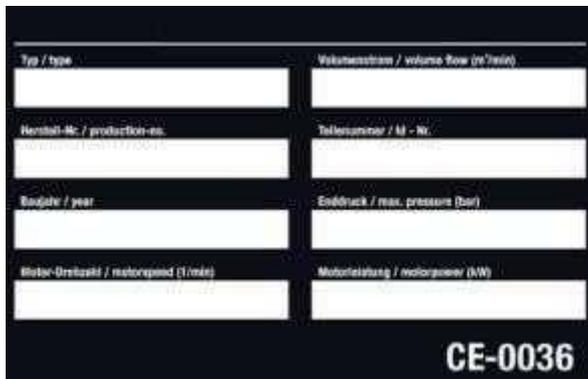 Typ / type
Volumenstrom / volume flow (m³/min)
Herstell-Nr. / production-no.
Teilenummer / Id - Nr.
Baujahr / year
Enddruck / max. pressure (bar)
Motor-Drehzahl / motorspeed (1/min)
Motorleistung / motorpower (kW)
CE-0036